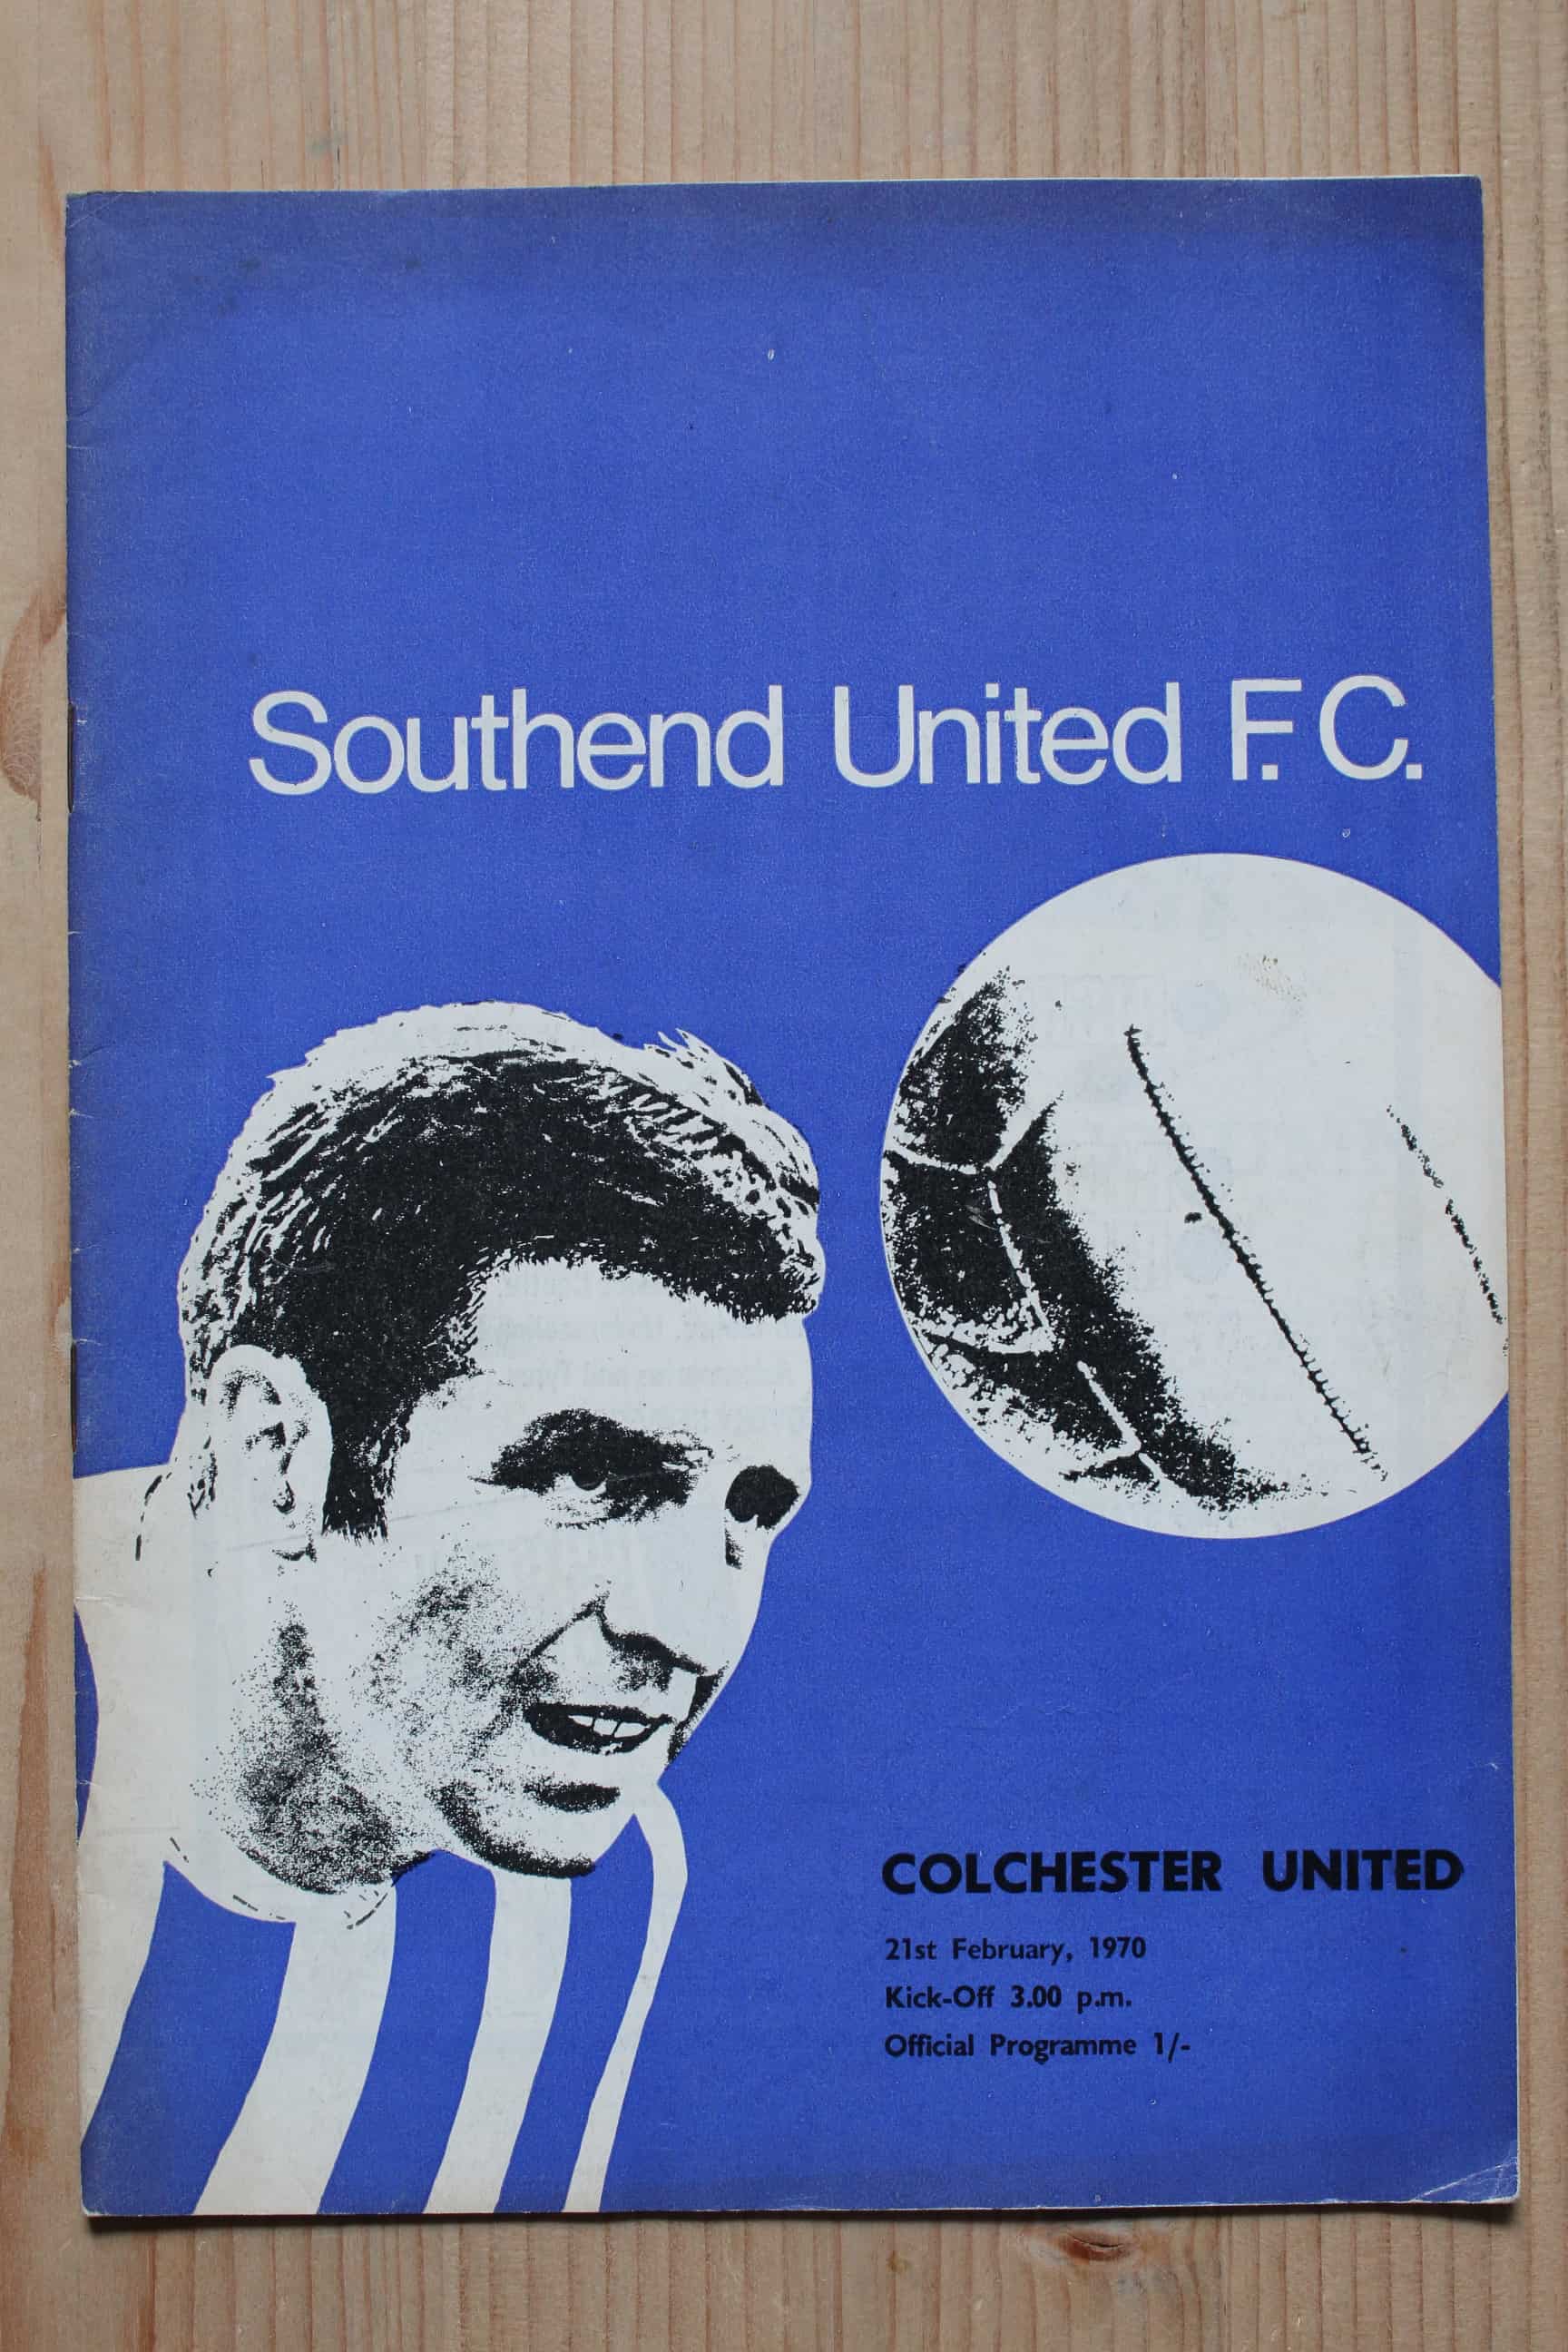 Southend United F.C.
COLCHESTER UNITED
21st February, 1970
Kick-Off 3.00 p.m.
Official Programme 1/-